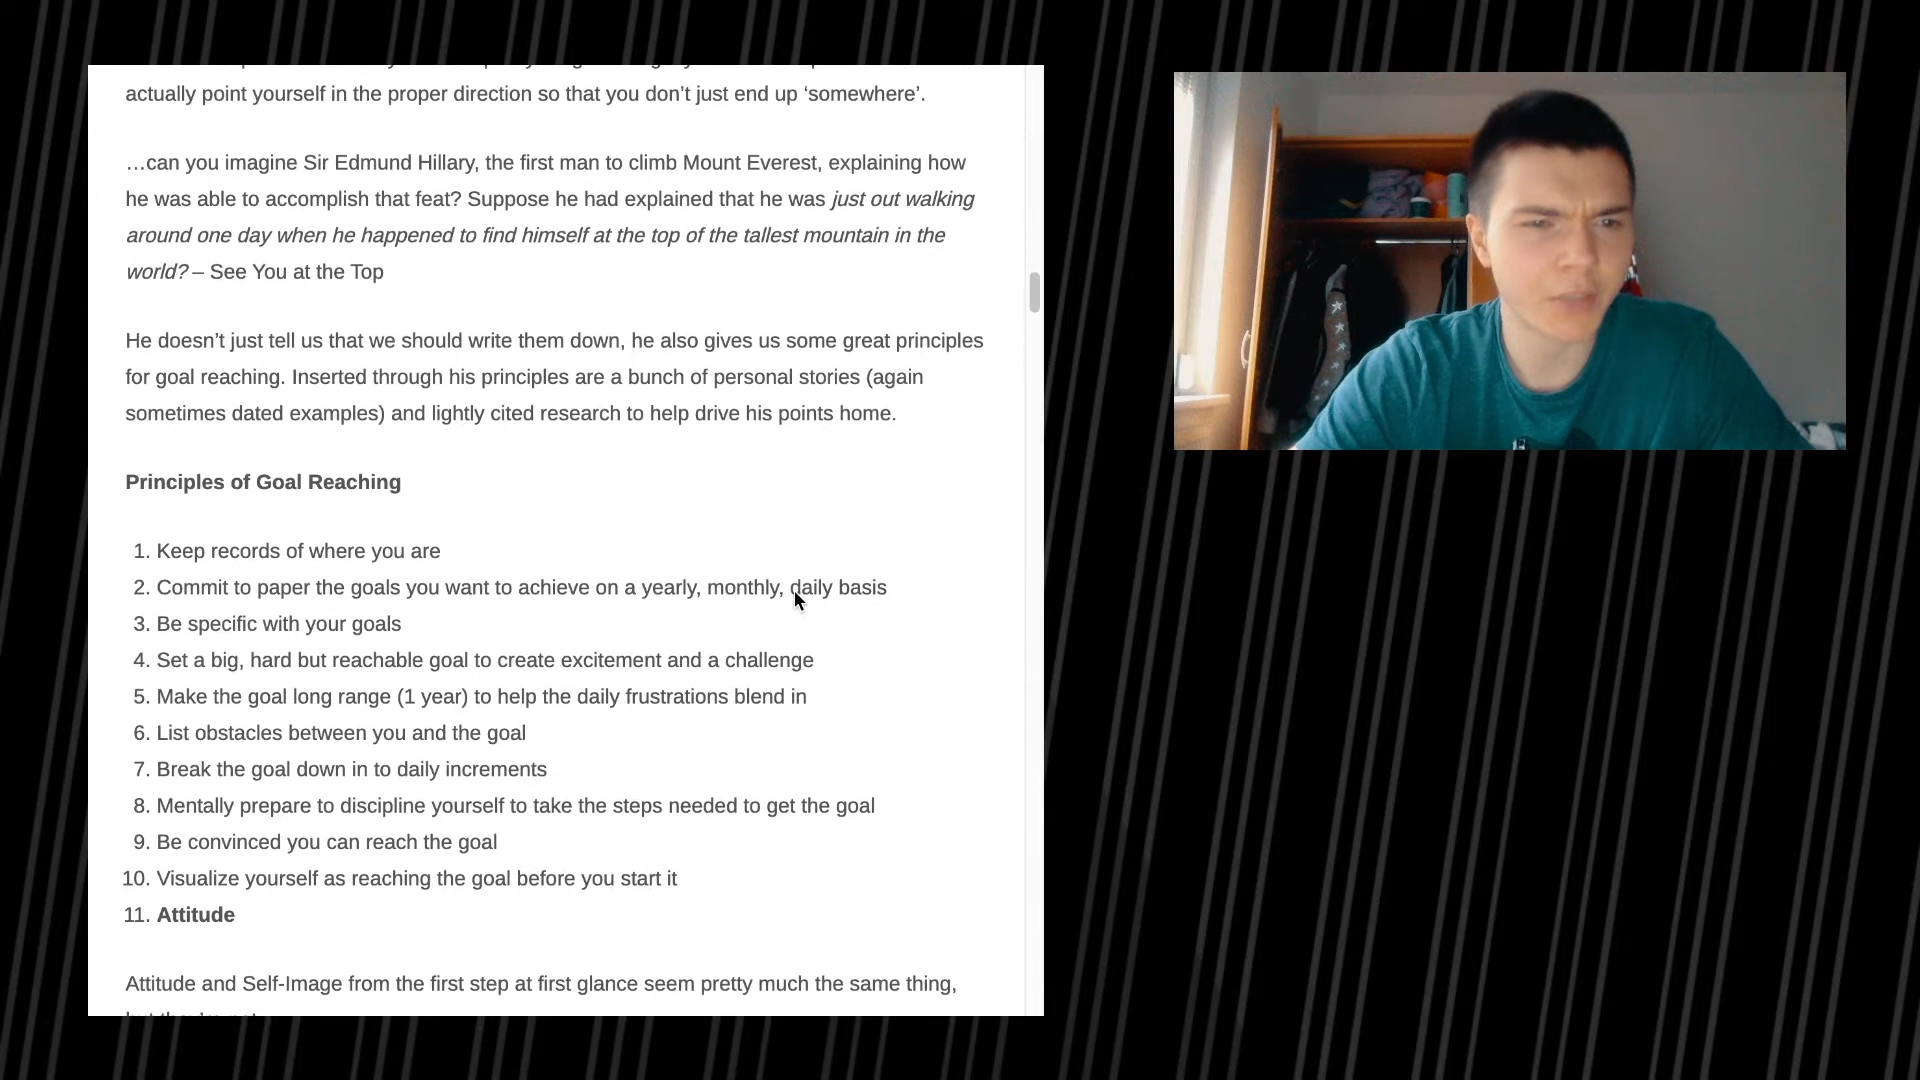 actually point yourself in the proper direction so that you don’t just end up ‘somewhere’.
…can you imagine Sir Edmund Hillary, the first man to climb Mount Everest, explaining how
he was able to accomplish that feat? Suppose he had explained that he was just out walking
around one day when he happened to find himself at the top of the tallest mountain in the
world? – See You at the Top
He doesn’t just tell us that we should write them down, he also gives us some great principles
for goal reaching. Inserted through his principles are a bunch of personal stories (again
sometimes dated examples) and lightly cited research to help drive his points home.
Principles of Goal Reaching
1. Keep records of where you are
2. Commit to paper the goals you want to achieve on a yearly, monthly, daily basis
3. Be specific with your goals
4. Set a big, hard but reachable goal to create excitement and a challenge
5. Make the goal long range (1 year) to help the daily frustrations blend in
6. List obstacles between you and the goal
7. Break the goal down in to daily increments
8. Mentally prepare to discipline yourself to take the steps needed to get the goal
9. Be convinced you can reach the goal
10. Visualize yourself as reaching the goal before you start it
11. Attitude
Attitude and Self-Image from the first step at first glance seem pretty much the same thing,